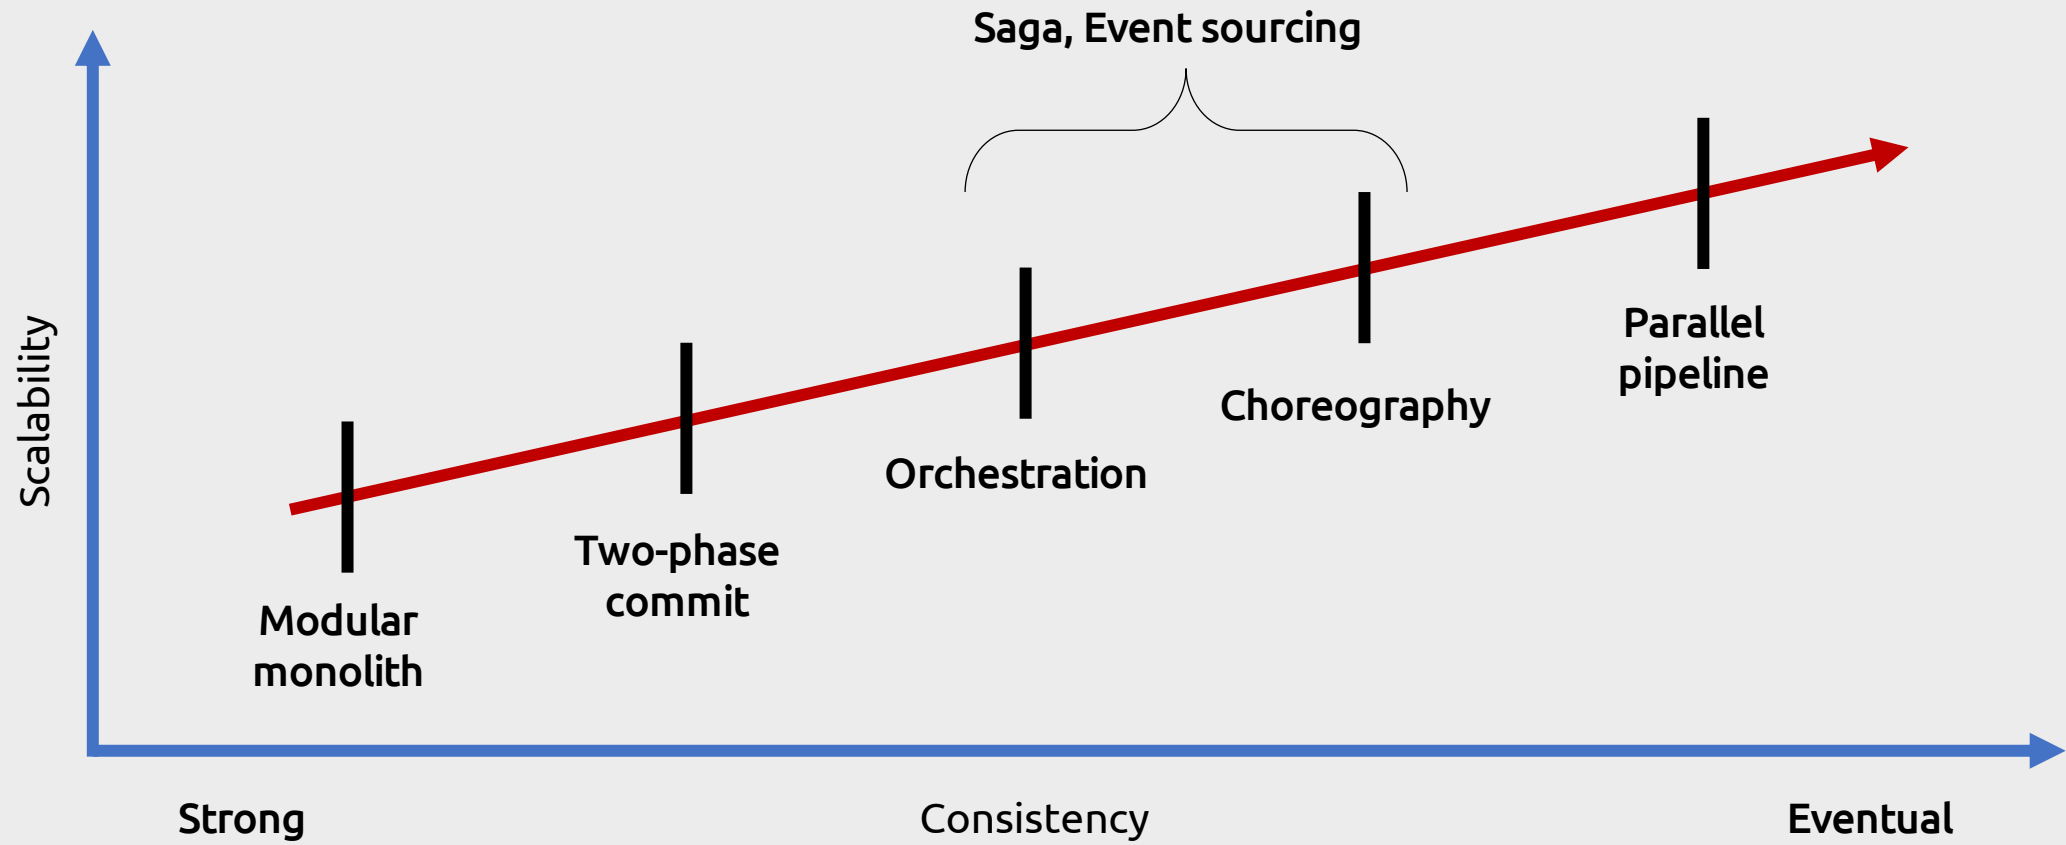 Saga, Event sourcing
Scalability
Parallel
pipeline
Choreography
Orchestration
Two-phase
commit
Modular
monolith
Strong
Consistency
Eventual